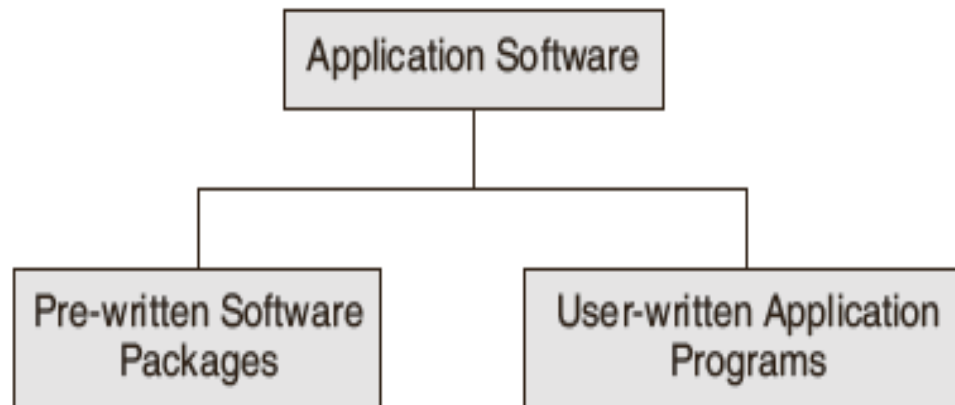 Application Software
Pre-written Software
Packages
User-written Application
Programs